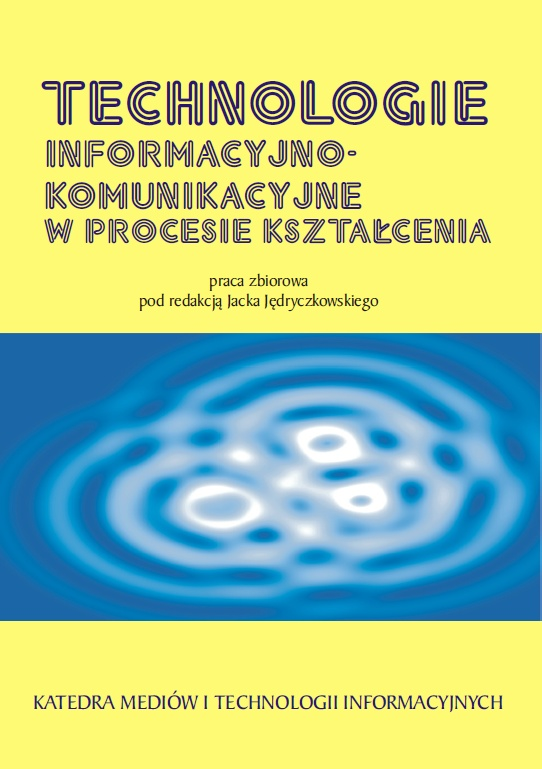 TECHNOLOGIE
INFORMACYJNO-
KOMUNIKACYJNE
W PROCESIE KSZTAŁCENIA
praca zbiorowa
pod redakcją Jacka Jędryczkowskiego
KATEDRA MEDIÓW I TECHNOLOGII INFORMACYJNYCH